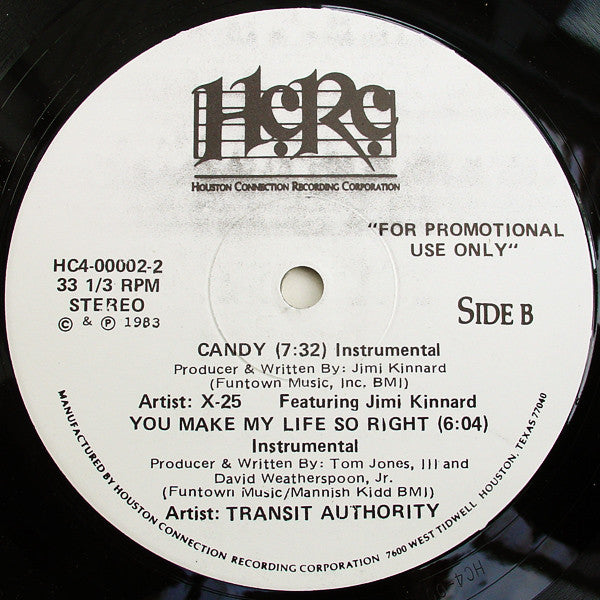 HcRc
HOUSTON CONNECTION RECORDING CORPORATION
"FOR PROMOTIONAL
USE ONLY"
HC4-00002-2
33 1/3 RPM
STEREO
© & ℗ 1983
SIDE B
CANDY (7:32) Instrumental
Producer & Written By: Jimi Kinnard
(Funtown Music, Inc. BMI)
Artist: X-25 Featuring Jimi Kinnard
YOU MAKE MY LIFE SO RIGHT (6:04)
Instrumental
Producer & Written By: Tom Jones, III and
David Weatherspoon, Jr.
(Funtown Music/Mannish Kidd BMI)
Artist: TRANSIT AUTHORITY
MANUFACTURED BY HOUSTON CONNECTION RECORDING CORPORATION 7600 WEST TIDWELL HOUSTON, TEXAS 77040